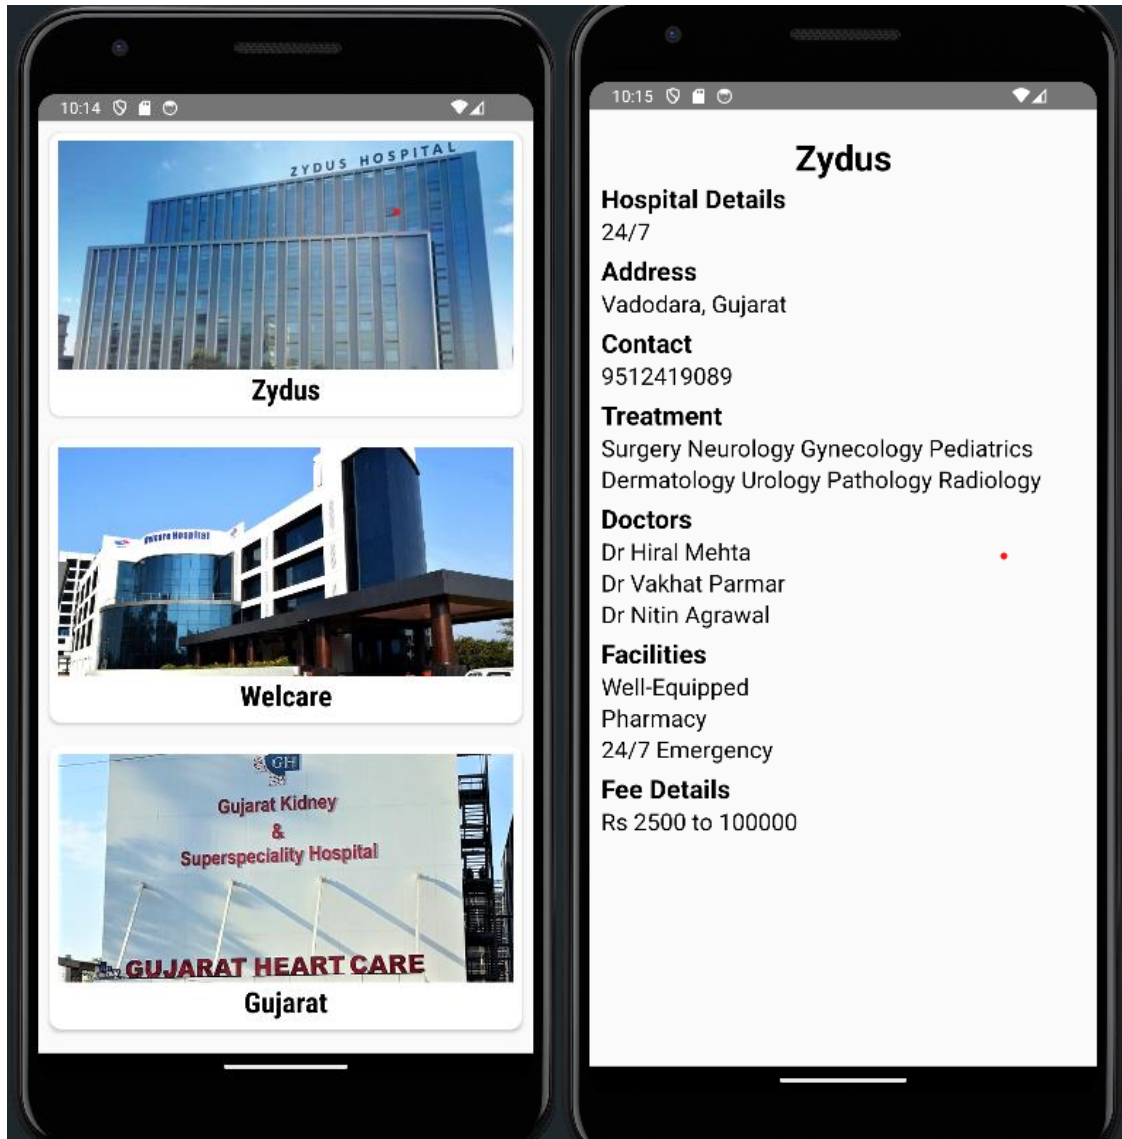 10:14
ZYDUS HOSPITAL
Zydus
Welcare Hospital
Welcare
GH
Gujarat Kidney
&
Superspeciality Hospital
GUJARAT HEART CARE
Gujarat
10:15
Zydus
Hospital Details
24/7
Address
Vadodara, Gujarat
Contact
9512419089
Treatment
Surgery Neurology Gynecology Pediatrics
Dermatology Urology Pathology Radiology
Doctors
Dr Hiral Mehta
Dr Vakhat Parmar
Dr Nitin Agrawal
Facilities
Well-Equipped
Pharmacy
24/7 Emergency
Fee Details
Rs 2500 to 100000